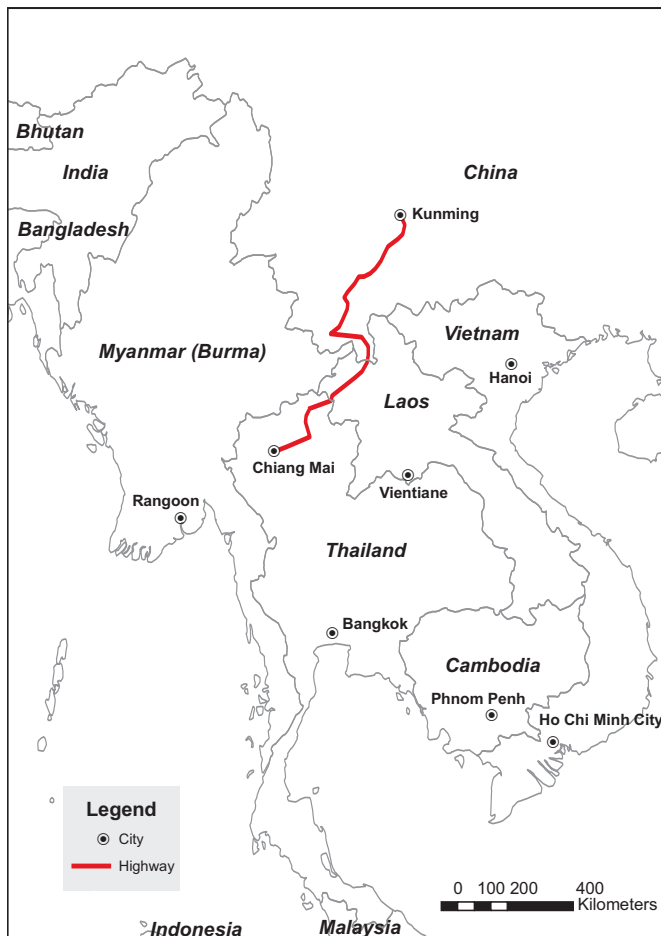 Bhutan
India
China
Kunming
Bangladesh
Vietnam
Myanmar (Burma)
Hanoi
Laos
Chiang Mai
Vientiane
Rangoon
Thailand
Bangkok
Cambodia
Phnom Penh
Ho Chi Minh City
Legend
City
Highway
0 100 200 400
Kilometers
Indonesia
Malaysia